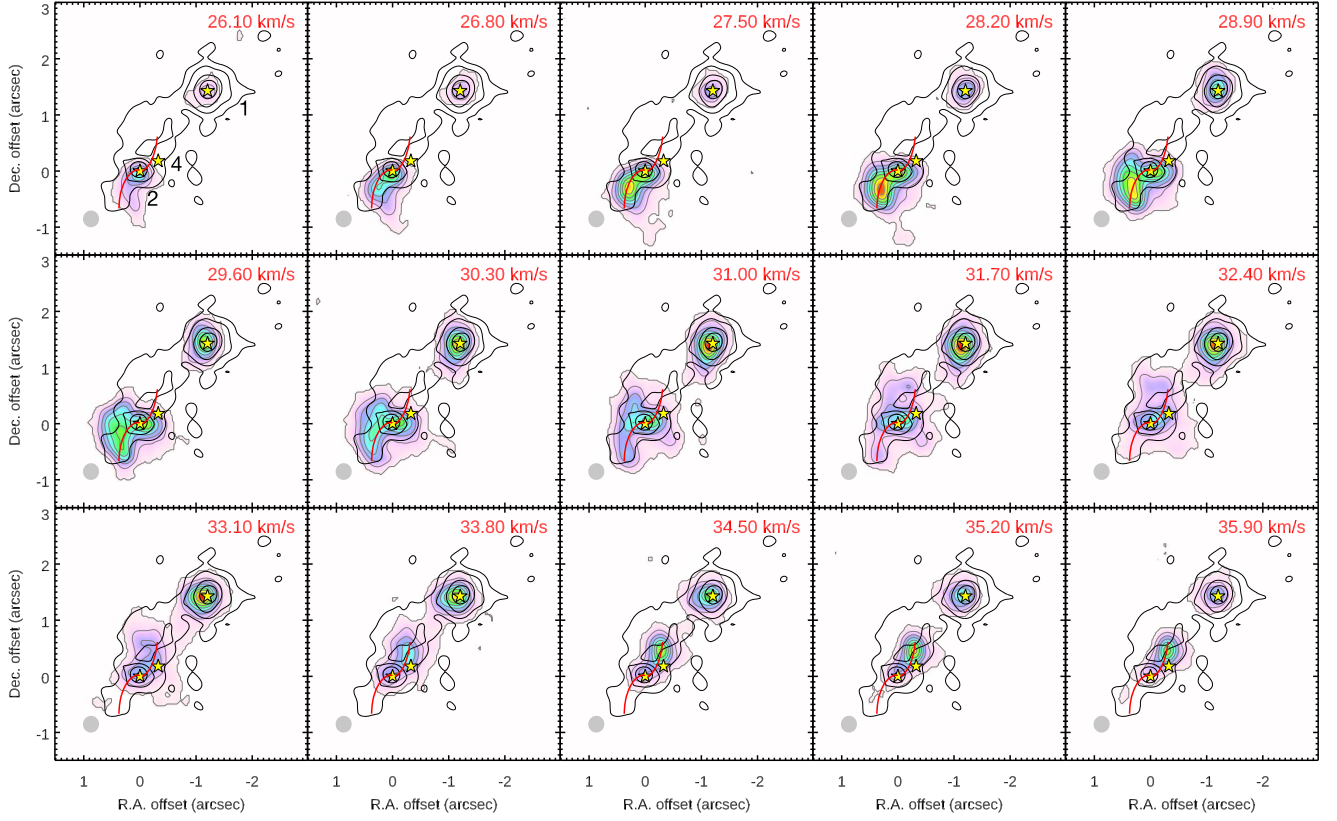 26.10 km/s 26.80 km/s 27.50 km/s 28.20 km/s 28.90 km/s
3
2
1
0
-1
Dec. offset (arcsec)
1
4
2
29.60 km/s 30.30 km/s 31.00 km/s 31.70 km/s 32.40 km/s
3
2
1
0
-1
Dec. offset (arcsec)
33.10 km/s 33.80 km/s 34.50 km/s 35.20 km/s 35.90 km/s
3
2
1
0
-1
Dec. offset (arcsec)
1 0 -1 -2 1 0 -1 -2 1 0 -1 -2 1 0 -1 -2 1 0 -1 -2
R.A. offset (arcsec) R.A. offset (arcsec) R.A. offset (arcsec) R.A. offset (arcsec) R.A. offset (arcsec)